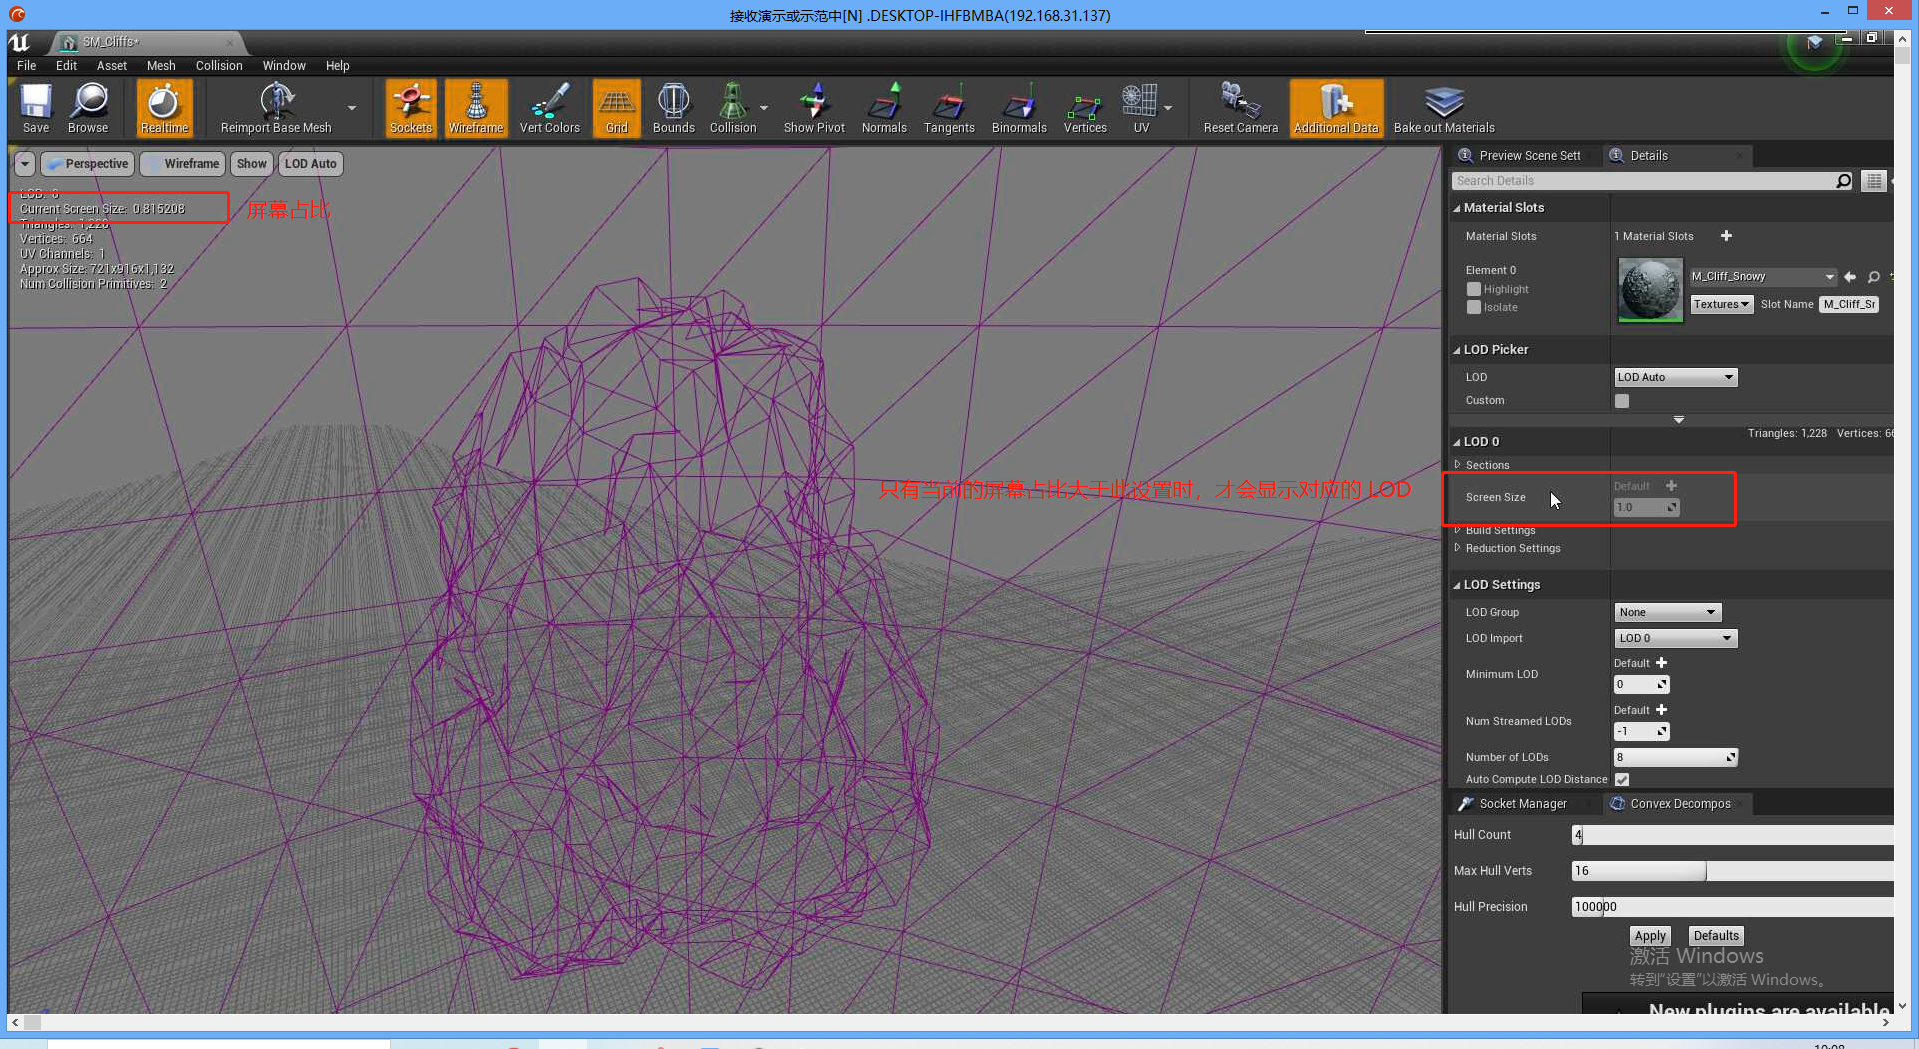 接收演示或示范中[N] .DESKTOP-IHFBMBA(192.168.31.137)
SM_Cliffs*
File Edit Asset Mesh Collision Window Help
Save Browse Realtime Reimport Base Mesh Sockets Wireframe Vert Colors Grid Bounds Collision Show Pivot Normals Tangents Binormals Vertices UV Reset Camera Additional Data Bake out Materials
Perspective Wireframe Show LOD Auto
LOD: 0
Current Screen Size: 0.815208
屏幕占比
Triangles: 1,228
Vertices: 664
UV Channels: 1
Approx Size: 721x916x1,132
Num Collision Primitives: 2
只有当前的屏幕占比大于此设置时，才会显示对应的 LOD
Preview Scene Sett Details
Search Details
Material Slots
Material Slots 1 Material Slots
Element 0
Highlight
Isolate
M_Cliff_Snowy
Textures Slot Name M_Cliff_Sr
LOD Picker
LOD LOD Auto
Custom
LOD 0
Triangles: 1,228 Vertices: 66
Sections
Screen Size
Default
1.0
Build Settings
Reduction Settings
LOD Settings
LOD Group None
LOD Import LOD 0
Minimum LOD
Default
0
Num Streamed LODs
Default
-1
Number of LODs 8
Auto Compute LOD Distance
Socket Manager Convex Decompos
Hull Count 4
Max Hull Verts 16
Hull Precision 100000
Apply Defaults
激活 Windows
转到"设置"以激活 Windows。
New plugins are available